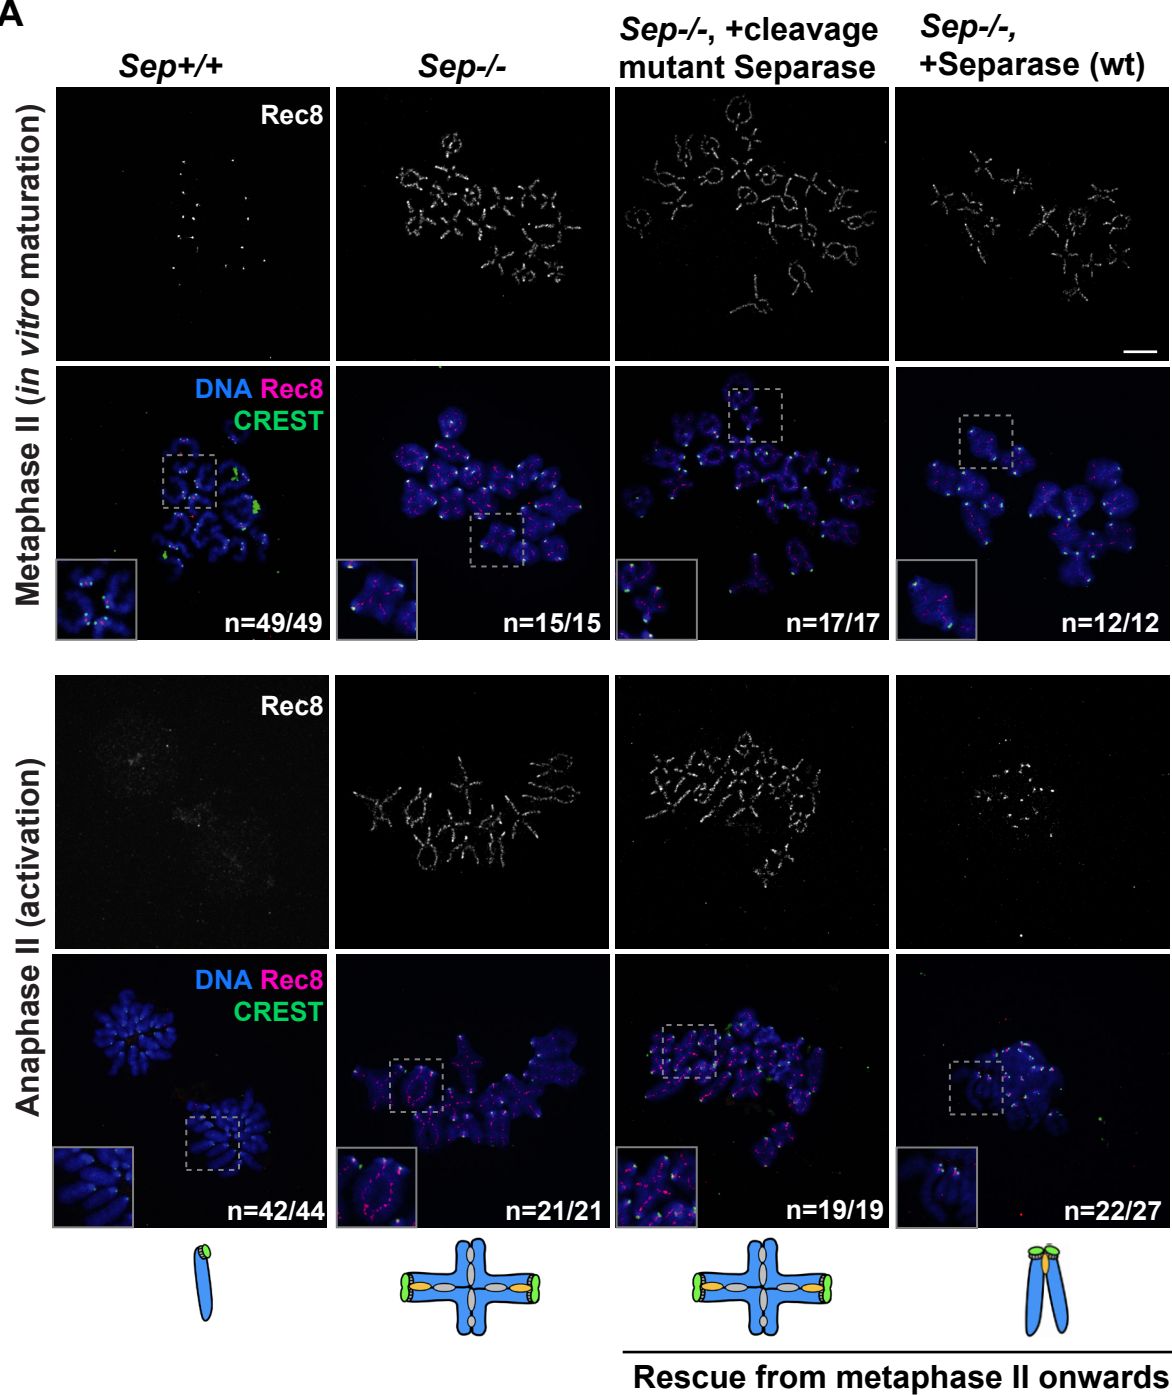 A
Sep+/+
Sep-/-
Sep-/-, +cleavage
mutant Separase
Sep-/-,
+Separase (wt)
Metaphase II (in vitro maturation)
Rec8
DNA Rec8
CREST
n=49/49
n=15/15
n=17/17
n=12/12
Anaphase II (activation)
Rec8
DNA Rec8
CREST
n=42/44
n=21/21
n=19/19
n=22/27
Rescue from metaphase II onwards